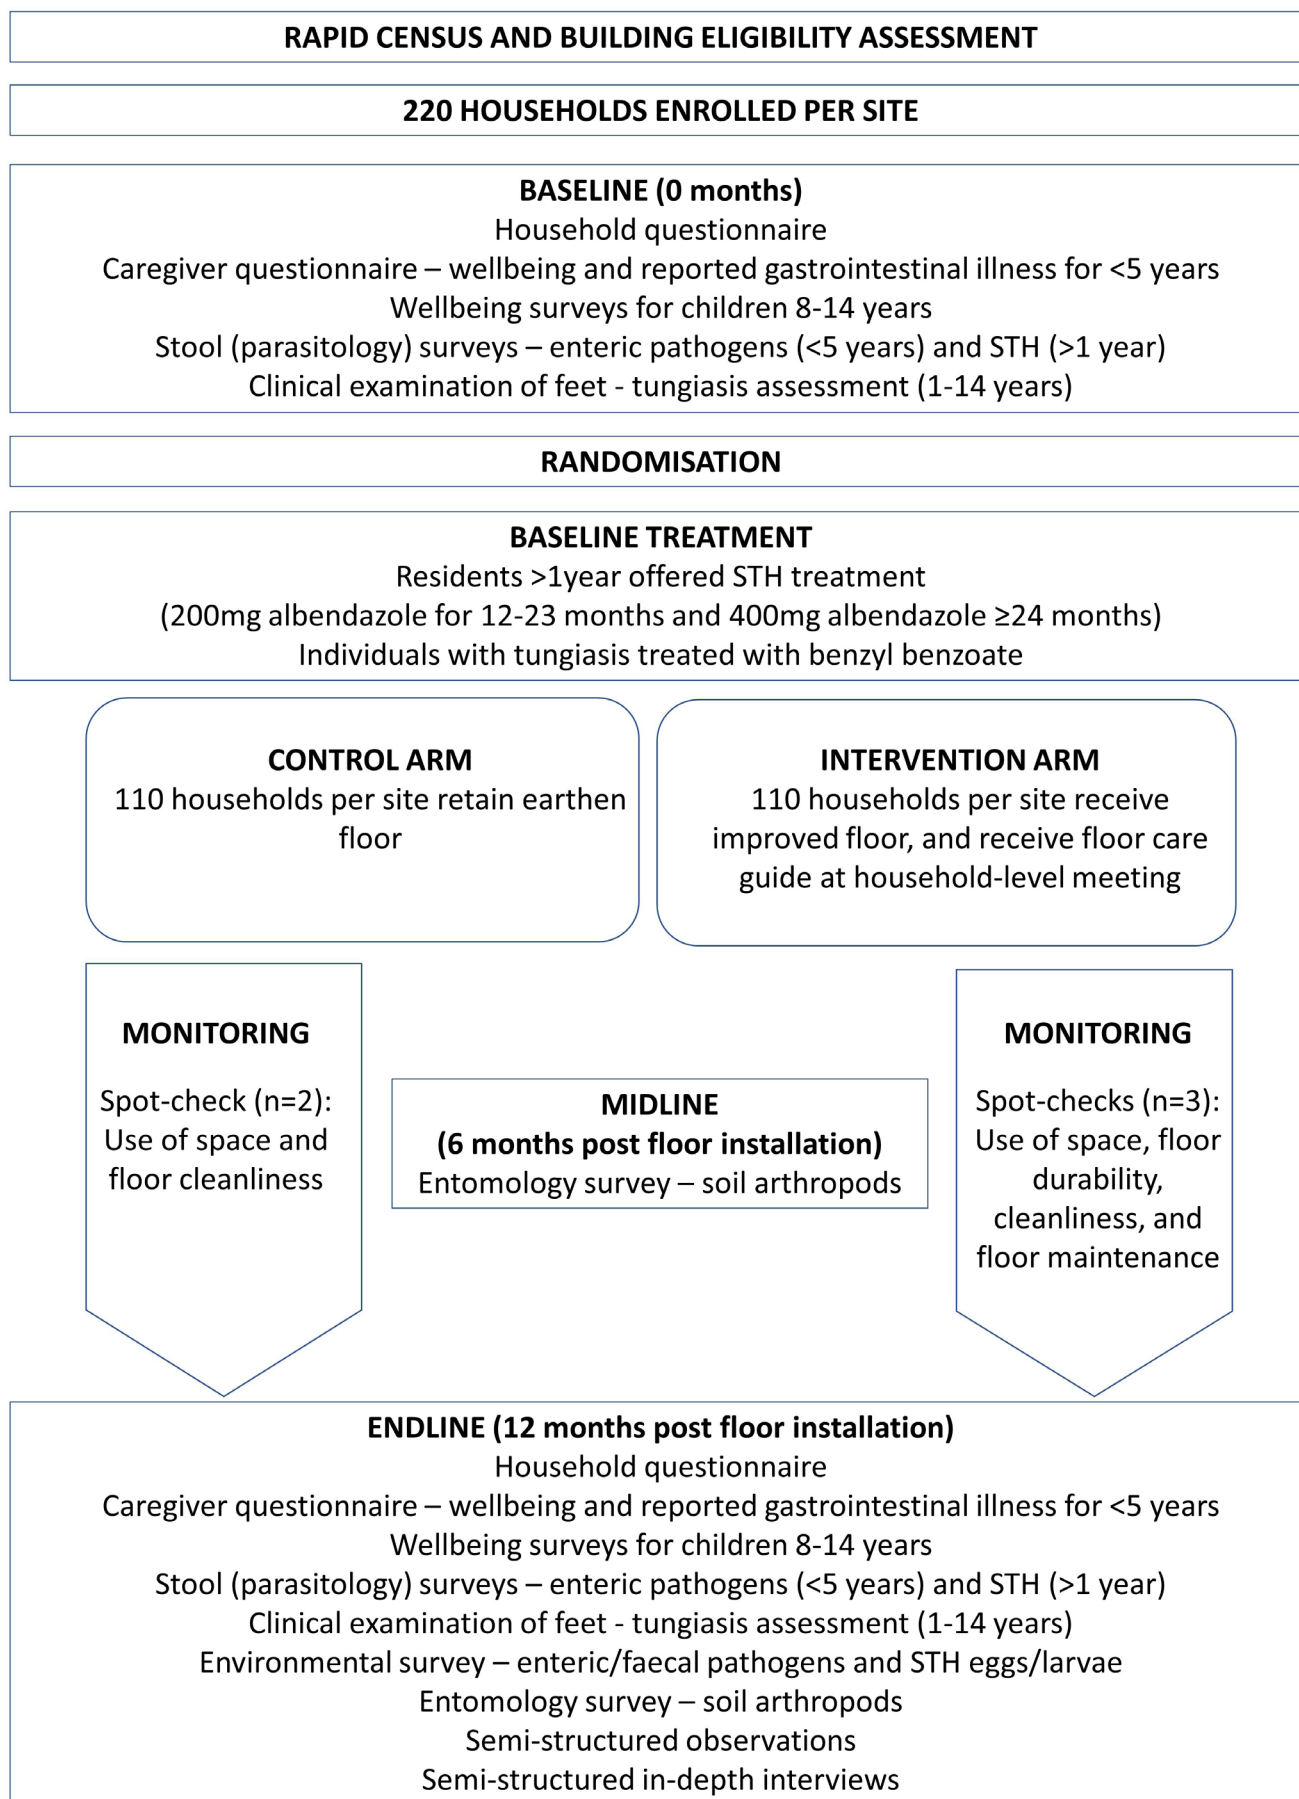 RAPID CENSUS AND BUILDING ELIGIBILITY ASSESSMENT
220 HOUSEHOLDS ENROLLED PER SITE
BASELINE (0 months)
Household questionnaire
Caregiver questionnaire – wellbeing and reported gastrointestinal illness for <5 years
Wellbeing surveys for children 8-14 years
Stool (parasitology) surveys – enteric pathogens (<5 years) and STH (>1 year)
Clinical examination of feet - tungiasis assessment (1-14 years)
RANDOMISATION
BASELINE TREATMENT
Residents >1year offered STH treatment
(200mg albendazole for 12-23 months and 400mg albendazole ≥24 months)
Individuals with tungiasis treated with benzyl benzoate
CONTROL ARM
110 households per site retain earthen
floor
INTERVENTION ARM
110 households per site receive
improved floor, and receive floor care
guide at household-level meeting
MONITORING
Spot-check (n=2):
Use of space and
floor cleanliness
MIDLINE
(6 months post floor installation)
Entomology survey – soil arthropods
MONITORING
Spot-checks (n=3):
Use of space, floor
durability,
cleanliness, and
floor maintenance
ENDLINE (12 months post floor installation)
Household questionnaire
Caregiver questionnaire – wellbeing and reported gastrointestinal illness for <5 years
Wellbeing surveys for children 8-14 years
Stool (parasitology) surveys – enteric pathogens (<5 years) and STH (>1 year)
Clinical examination of feet - tungiasis assessment (1-14 years)
Environmental survey – enteric/faecal pathogens and STH eggs/larvae
Entomology survey – soil arthropods
Semi-structured observations
Semi-structured in-depth interviews